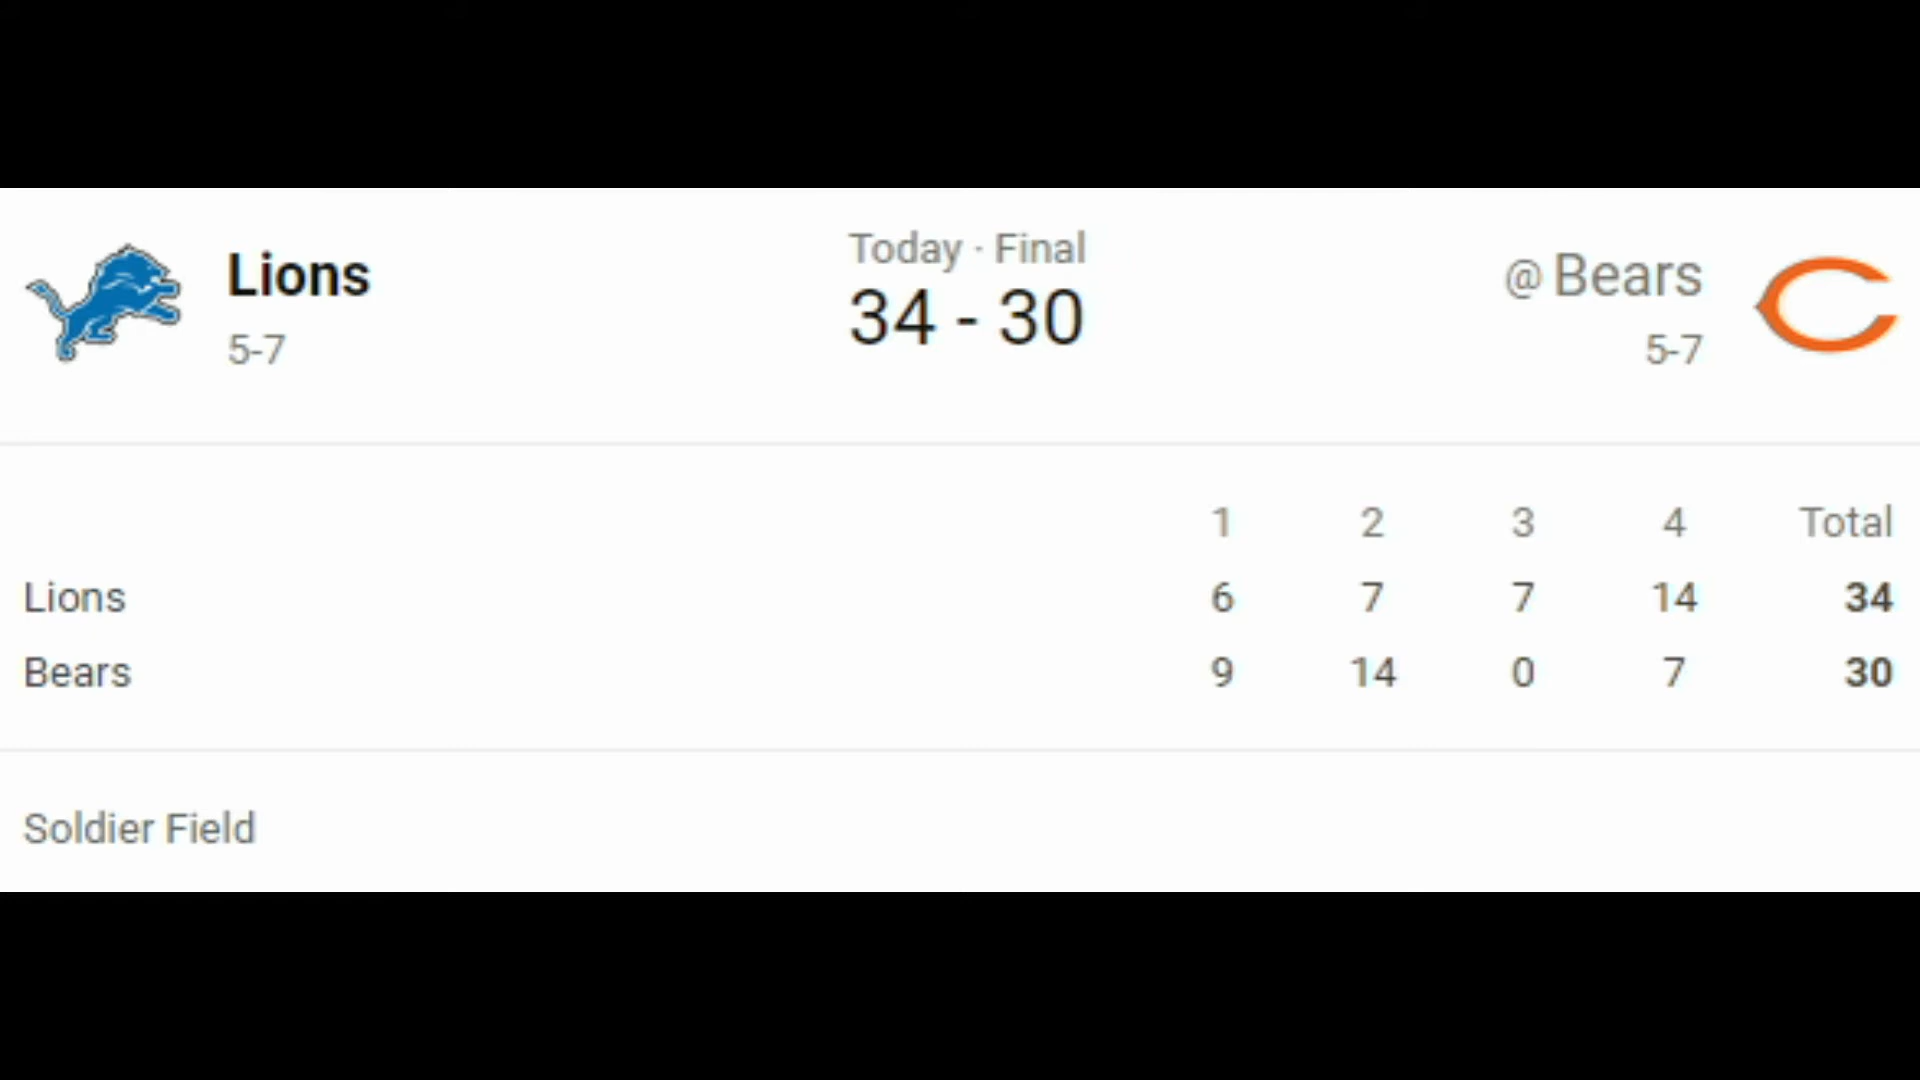 Lions
5-7
Today · Final
34 - 30
@ Bears
5-7
1 2 3 4 Total
Lions 6 7 7 14 34
Bears 9 14 0 7 30
Soldier Field